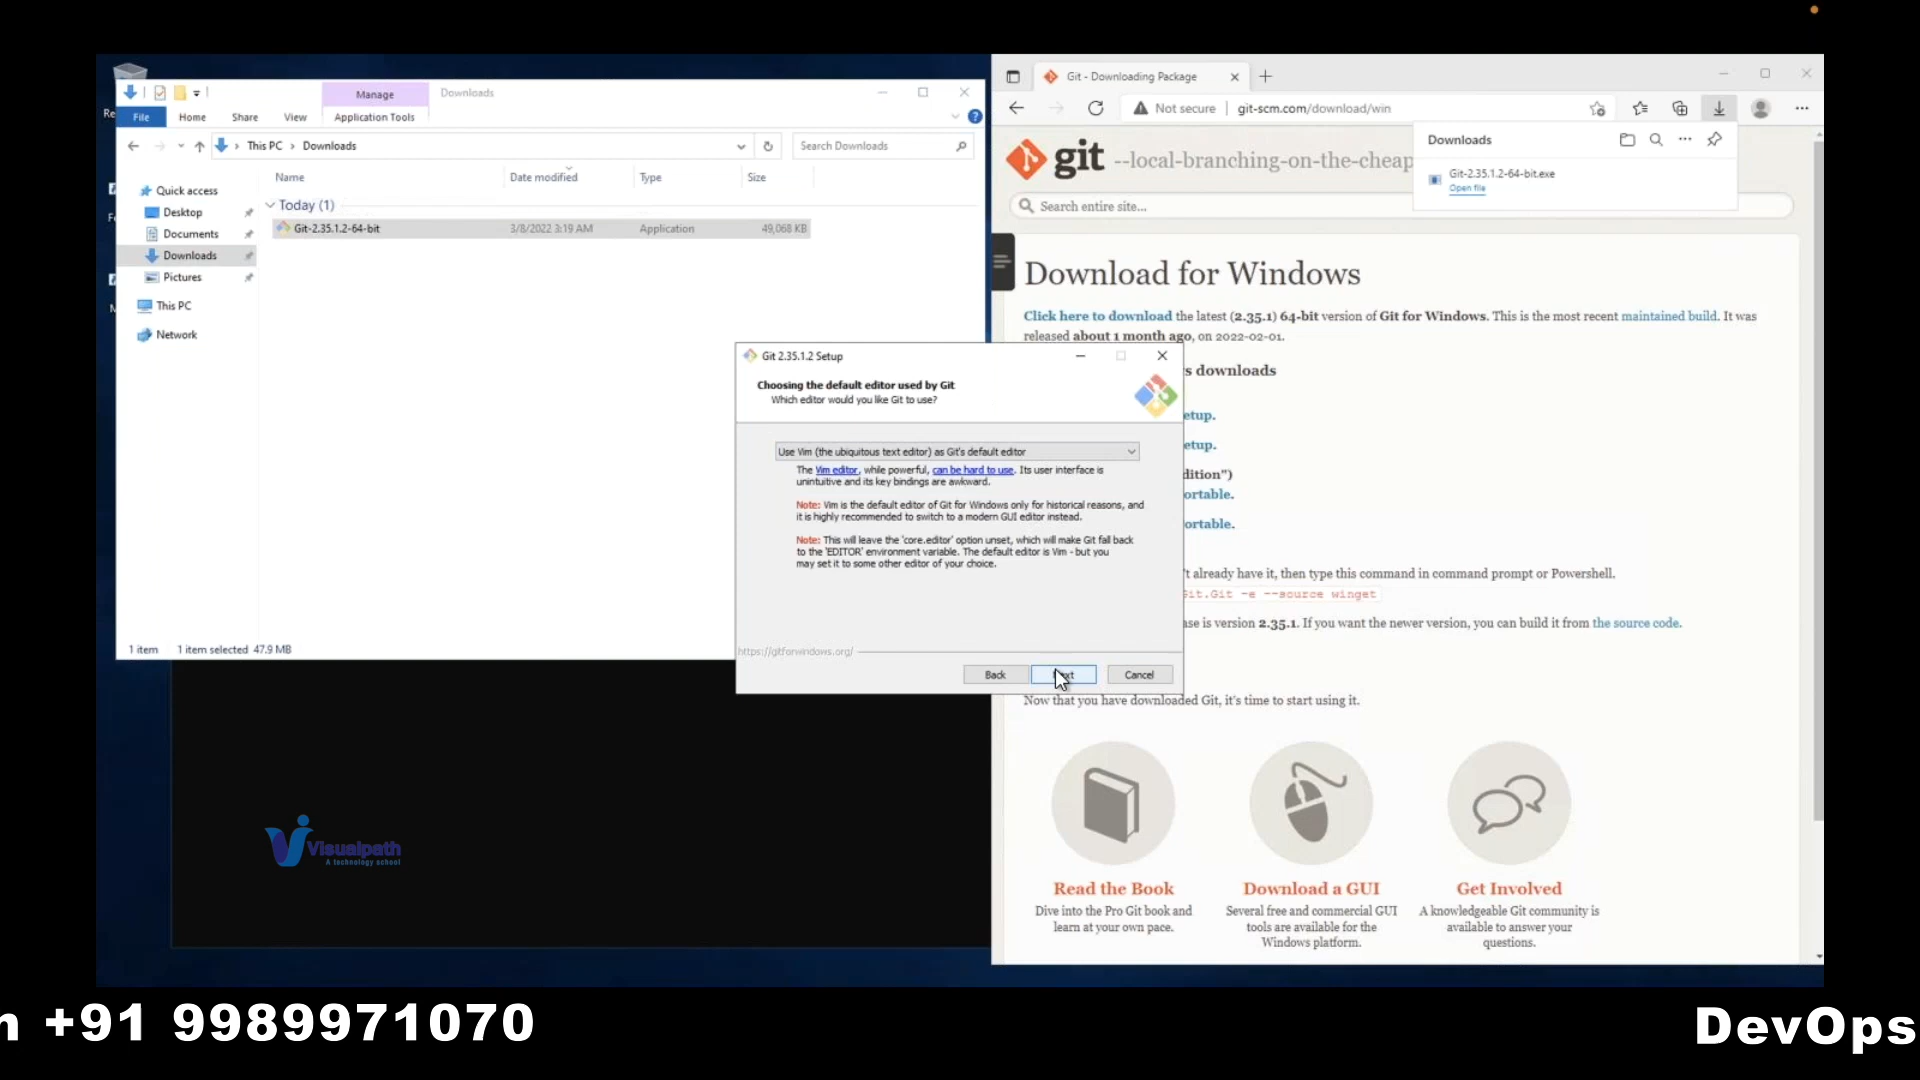 Manage
Downloads
File
Home
Share
View
Application Tools
This PC
Downloads
Search Downloads
Name
Date modified
Type
Size
Quick access
Desktop
Documents
Downloads
Pictures
This PC
Network
Today (1)
Git-2.35.1.2-64-bit
3/8/2022 3:19 AM
Application
49,068 KB
1 item
1 item selected 47.9 MB
Git - Downloading Package
Not secure
git-scm.com/download/win
Downloads
Git-2.35.1.2-64-bit.exe
Open file
git --local-branching-on-the-cheap
Search entire site...
Download for Windows
Click here to download the latest (2.35.1) 64-bit version of Git for Windows. This is the most recent maintained build. It was
released about 1 month ago, on 2022-02-01.
s downloads
etup.
etup.
dition")
ortable.
ortable.
't already have it, then type this command in command prompt or Powershell.
Git.Git -e --source winget
ase is version 2.35.1. If you want the newer version, you can build it from the source code.
Now that you have downloaded Git, it's time to start using it.
Read the Book
Dive into the Pro Git book and
learn at your own pace.
Download a GUI
Several free and commercial GUI
tools are available for the
Windows platform.
Get Involved
A knowledgeable Git community is
available to answer your
questions.
Git 2.35.1.2 Setup
Choosing the default editor used by Git
Which editor would you like Git to use?
Use Vim (the ubiquitous text editor) as Git's default editor
The Vim editor, while powerful, can be hard to use. Its user interface is
unintuitive and its key bindings are awkward.
Note: Vim is the default editor of Git for Windows only for historical reasons, and
it is highly recommended to switch to a modern GUI editor instead.
Note: This will leave the 'core.editor' option unset, which will make Git fall back
to the 'EDITOR' environment variable. The default editor is Vim - but you
may set it to some other editor of your choice.
https://gitforwindows.org/
Back
Cancel
Visualpath
A technology school
n +91 9989971070
DevOps